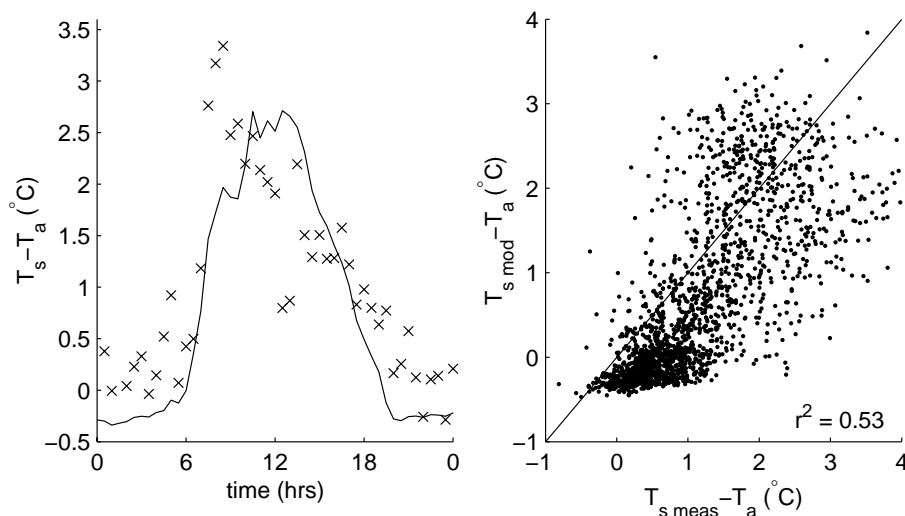 3.5
3
2.5
2
1.5
1
0.5
0
−0.5
T_s−T_a (°C)
0 6 12 18 0
time (hrs)
4
3
2
1
0
−1
T_s mod−T_a (°C)
r² = 0.53
−1 0 1 2 3 4
T_s meas−T_a (°C)